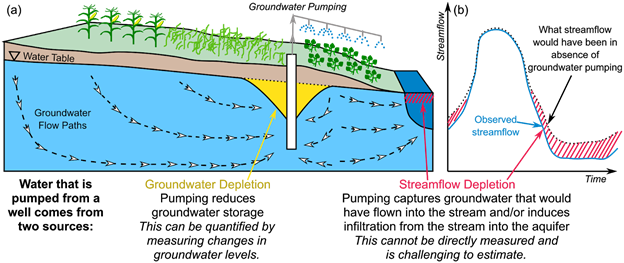 (a)
Groundwater Pumping
Water Table
Groundwater
Flow Paths
Water that is
pumped from a
well comes from
two sources:
Groundwater Depletion
Pumping reduces
groundwater storage
This can be quantified by
measuring changes in
groundwater levels.
Streamflow Depletion
Pumping captures groundwater that would
have flown into the stream and/or induces
infiltration from the stream into the aquifer
This cannot be directly measured and
is challenging to estimate.
(b)
Streamflow
What streamflow
would have been in
absence of
groundwater pumping
Observed
streamflow
Time